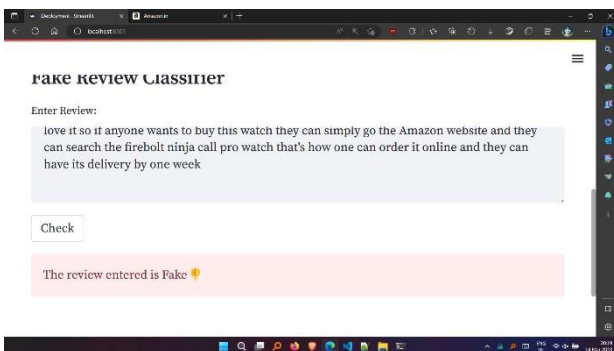 Deployment · Streamlit
Amazon.in
localhost:8501
Fake Review Classifier
Enter Review:
love it so if anyone wants to buy this watch they can simply go the Amazon website and they
can search the firebolt ninja call pro watch that's how one can order it online and they can
have its delivery by one week
Check
The review entered is Fake 👎
ENG